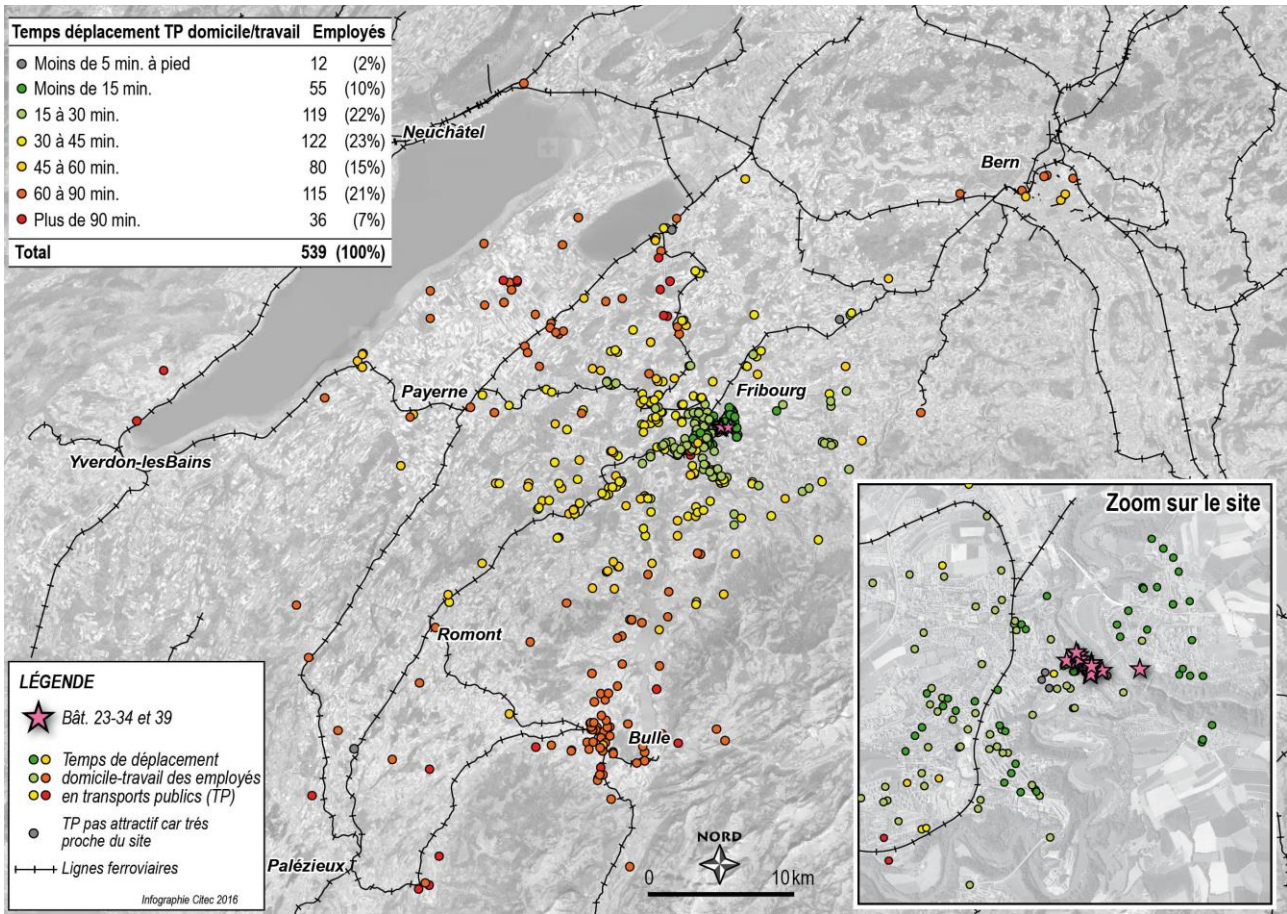 Temps déplacement TP domicile/travail Employés
Moins de 5 min. à pied 12 (2%)
Moins de 15 min. 55 (10%)
15 à 30 min. 119 (22%)
30 à 45 min. 122 (23%)
45 à 60 min. 80 (15%)
60 à 90 min. 115 (21%)
Plus de 90 min. 36 (7%)
Total 539 (100%)
Neuchâtel
Bern
Payerne
Fribourg
Yverdon-lesBains
Romont
Bulle
Palézieux
Zoom sur le site
LÉGENDE
Bât. 23-34 et 39
Temps de déplacement
domicile-travail des employés
en transports publics (TP)
TP pas attractif car trés
proche du site
Lignes ferroviaires
Infographie Citec 2016
NORD
0 10 km